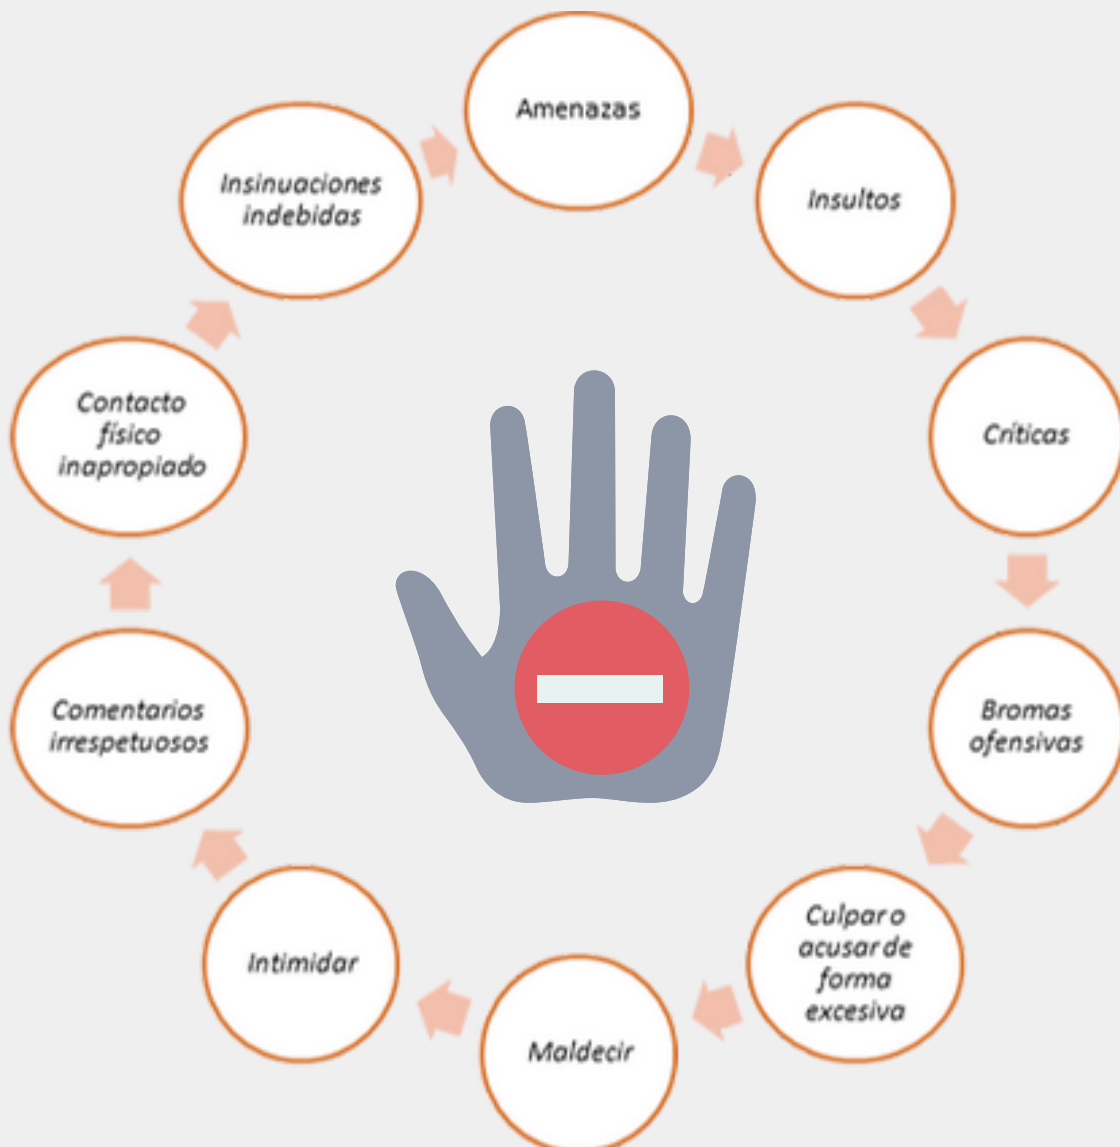 Amenazas
Insultos
Críticas
Bromas
ofensivas
Culpar o
acusar de
forma
excesiva
Maldecir
Intimidar
Comentarios
irrespetuosos
Contacto
físico
inapropiado
Insinuaciones
indebidas